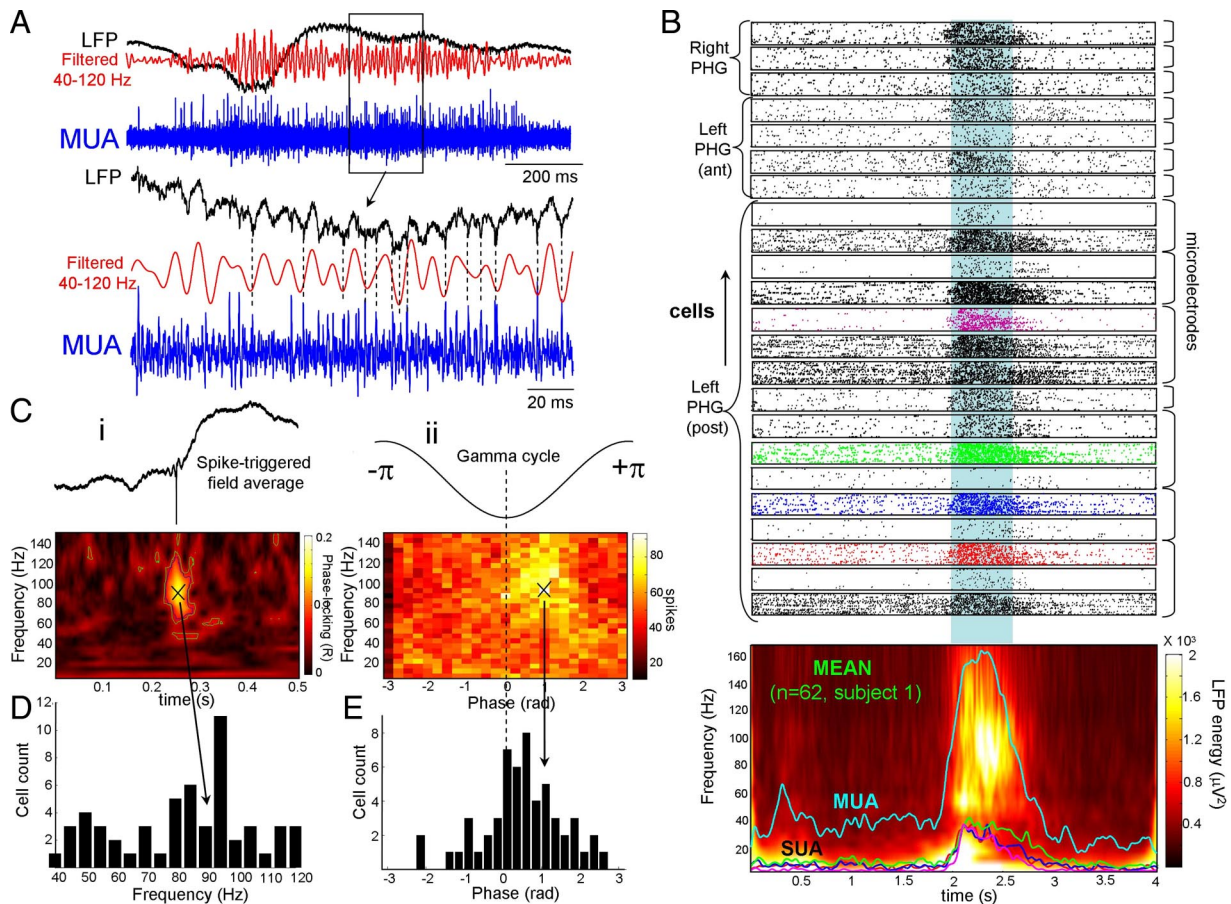 A
LFP
Filtered
40-120 Hz
MUA
200 ms
LFP
Filtered
40-120 Hz
MUA
20 ms
B
Right
PHG
Left
PHG
(ant)
cells
Left
PHG
(post)
microelectrodes
MEAN
(n=62, subject 1)
MUA
SUA
Frequency (Hz)
160
140
120
100
80
60
40
20
0.5 1 1.5 2 2.5 3 3.5 4
time (s)
X 10³
2
1.6
1.2
0.8
0.4
LFP energy (μV²)
C
i
Spike-triggered
field average
Frequency (Hz)
140
120
100
80
60
40
20
0.1 0.2 0.3 0.4 0.5
time (s)
0.2
0.1
0
Phase-locking (R)
ii
Gamma cycle
-π
+π
Frequency (Hz)
140
120
100
80
60
40
20
-3 -2 -1 0 1 2 3
Phase (rad)
80
60
40
20
spikes
D
Cell count
12
10
8
6
4
2
40 50 60 70 80 90 100 110 120
Frequency (Hz)
E
Cell count
8
6
4
2
-3 -2 -1 0 1 2 3
Phase (rad)